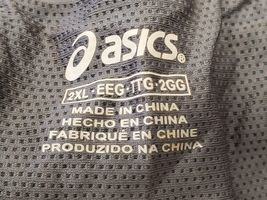 asics®
2XL · EEG · TTG · 2GG
MADE IN CHINA
HECHO EN CHINA
FABRIQUÉ EN CHINE
PRODUZIDO NA CHINA